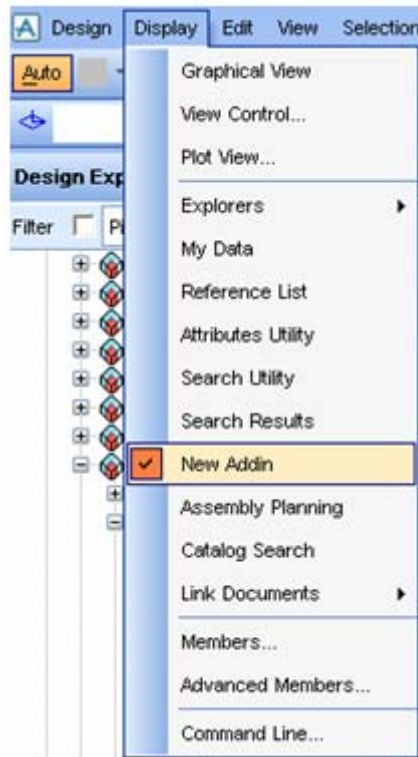 Design Display Edit View Selection
Auto
Graphical View
View Control...
Plot View...
Design Exp
Explorers
Filter Pi
My Data
Reference List
Attributes Utility
Search Utility
Search Results
New Addin
Assembly Planning
Catalog Search
Link Documents
Members...
Advanced Members...
Command Line...